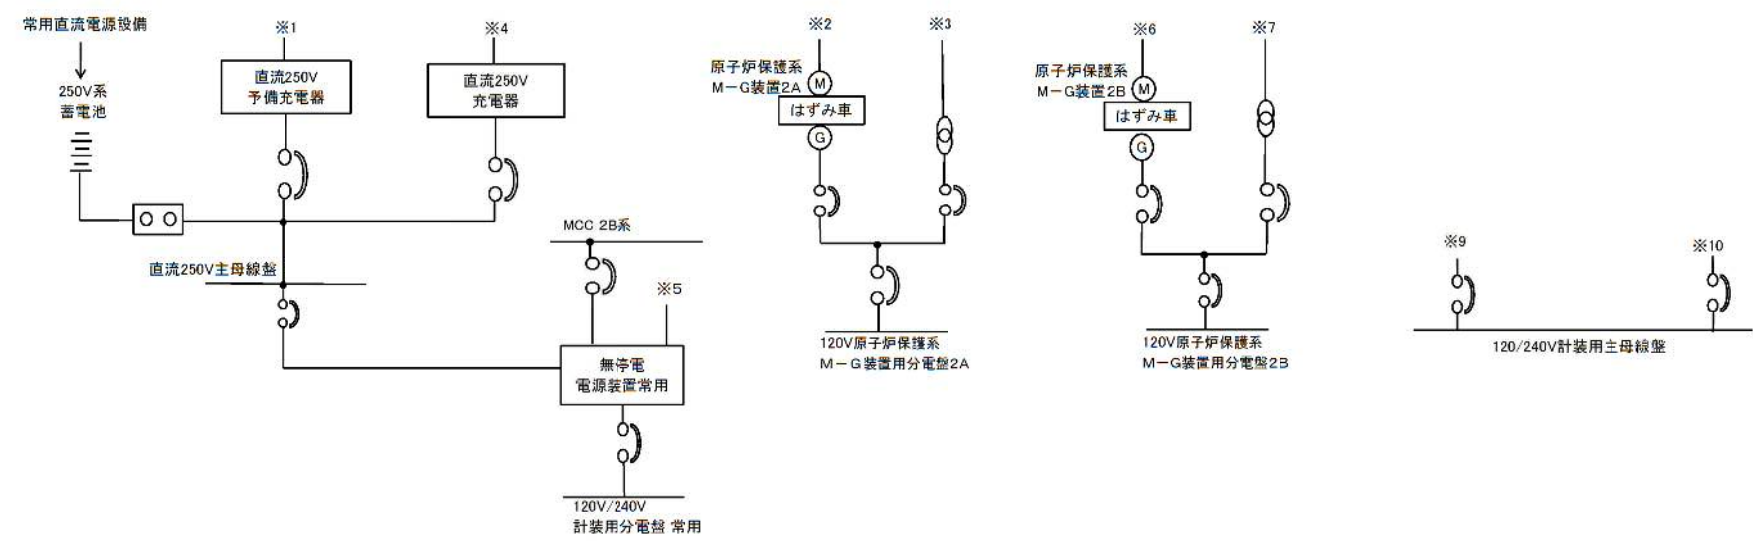 常用直流電源設備
250V系
蓄電池
※1
直流250V
予備充電器
※4
直流250V
充電器
直流250V主母線盤
MCC 2B系
※5
無停電
電源装置常用
120V/240V
計装用分電盤 常用
※2
※3
原子炉保護系
M－G装置2A
M
はずみ車
G
120V原子炉保護系
M－G装置用分電盤2A
※6
※7
原子炉保護系
M－G装置2B
M
はずみ車
G
120V原子炉保護系
M－G装置用分電盤2B
※9
※10
120/240V計装用主母線盤